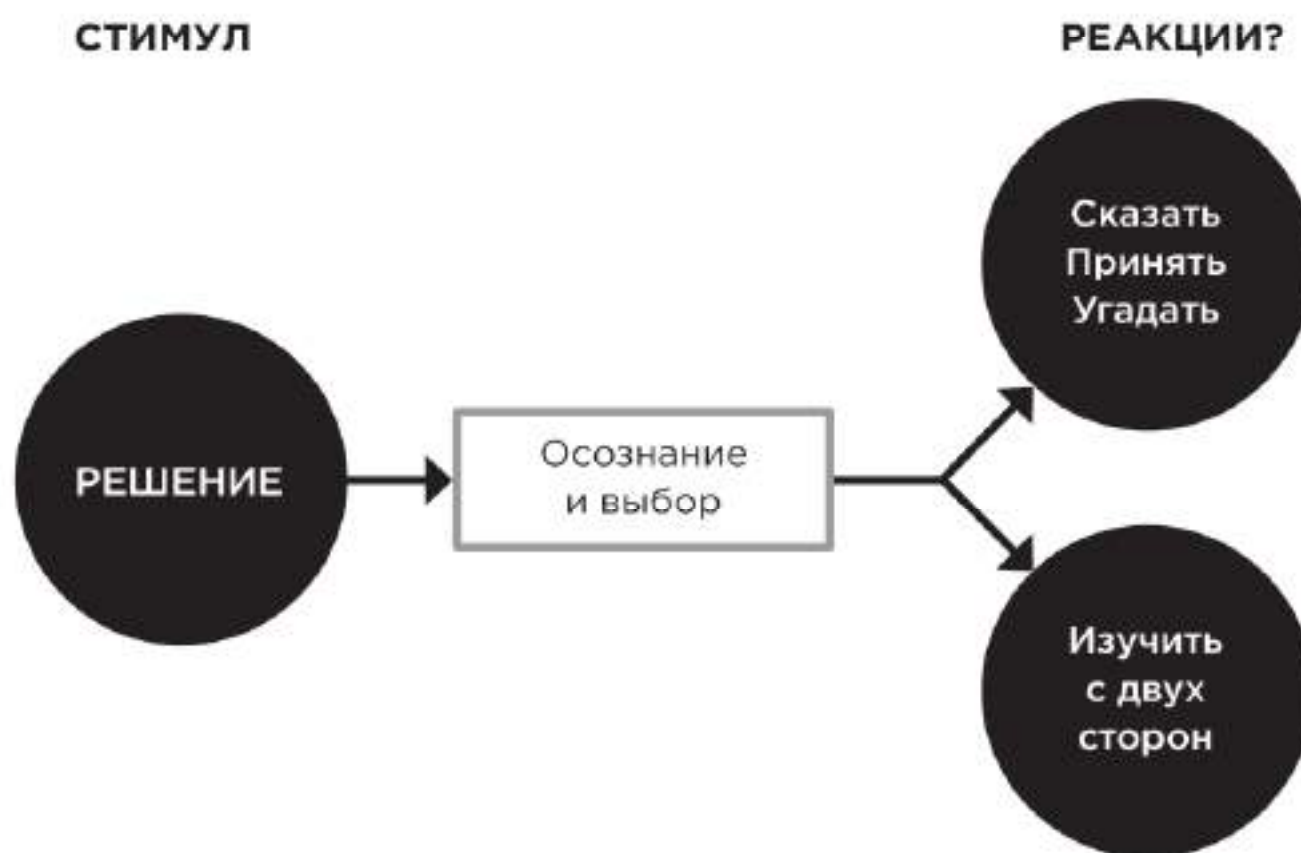 СТИМУЛ
РЕАКЦИИ?
Сказать
Принять
Угадать
РЕШЕНИЕ
Осознание
и выбор
Изучить
с двух
сторон